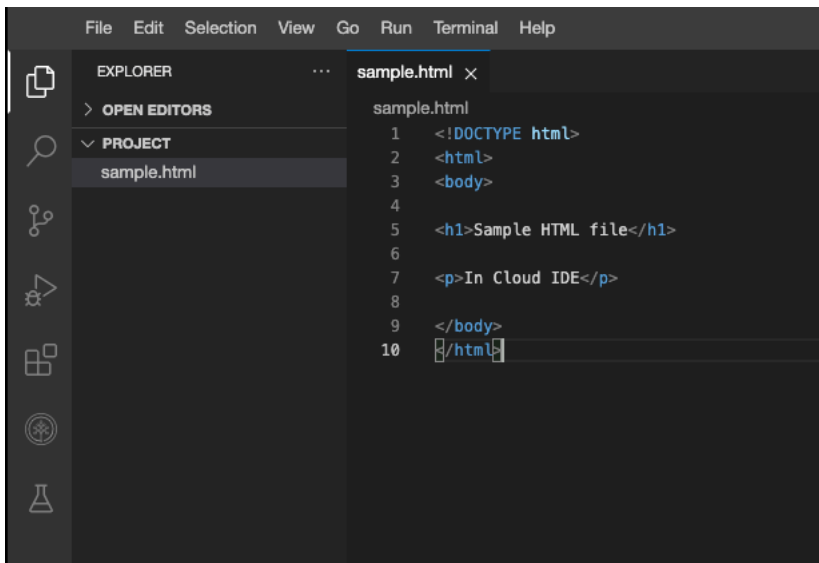 File Edit Selection View Go Run Terminal Help
EXPLORER ···
OPEN EDITORS
PROJECT
sample.html
sample.html ×
sample.html
1 <!DOCTYPE html>
2 <html>
3 <body>
4
5 <h1>Sample HTML file</h1>
6
7 <p>In Cloud IDE</p>
8
9 </body>
10 </html>